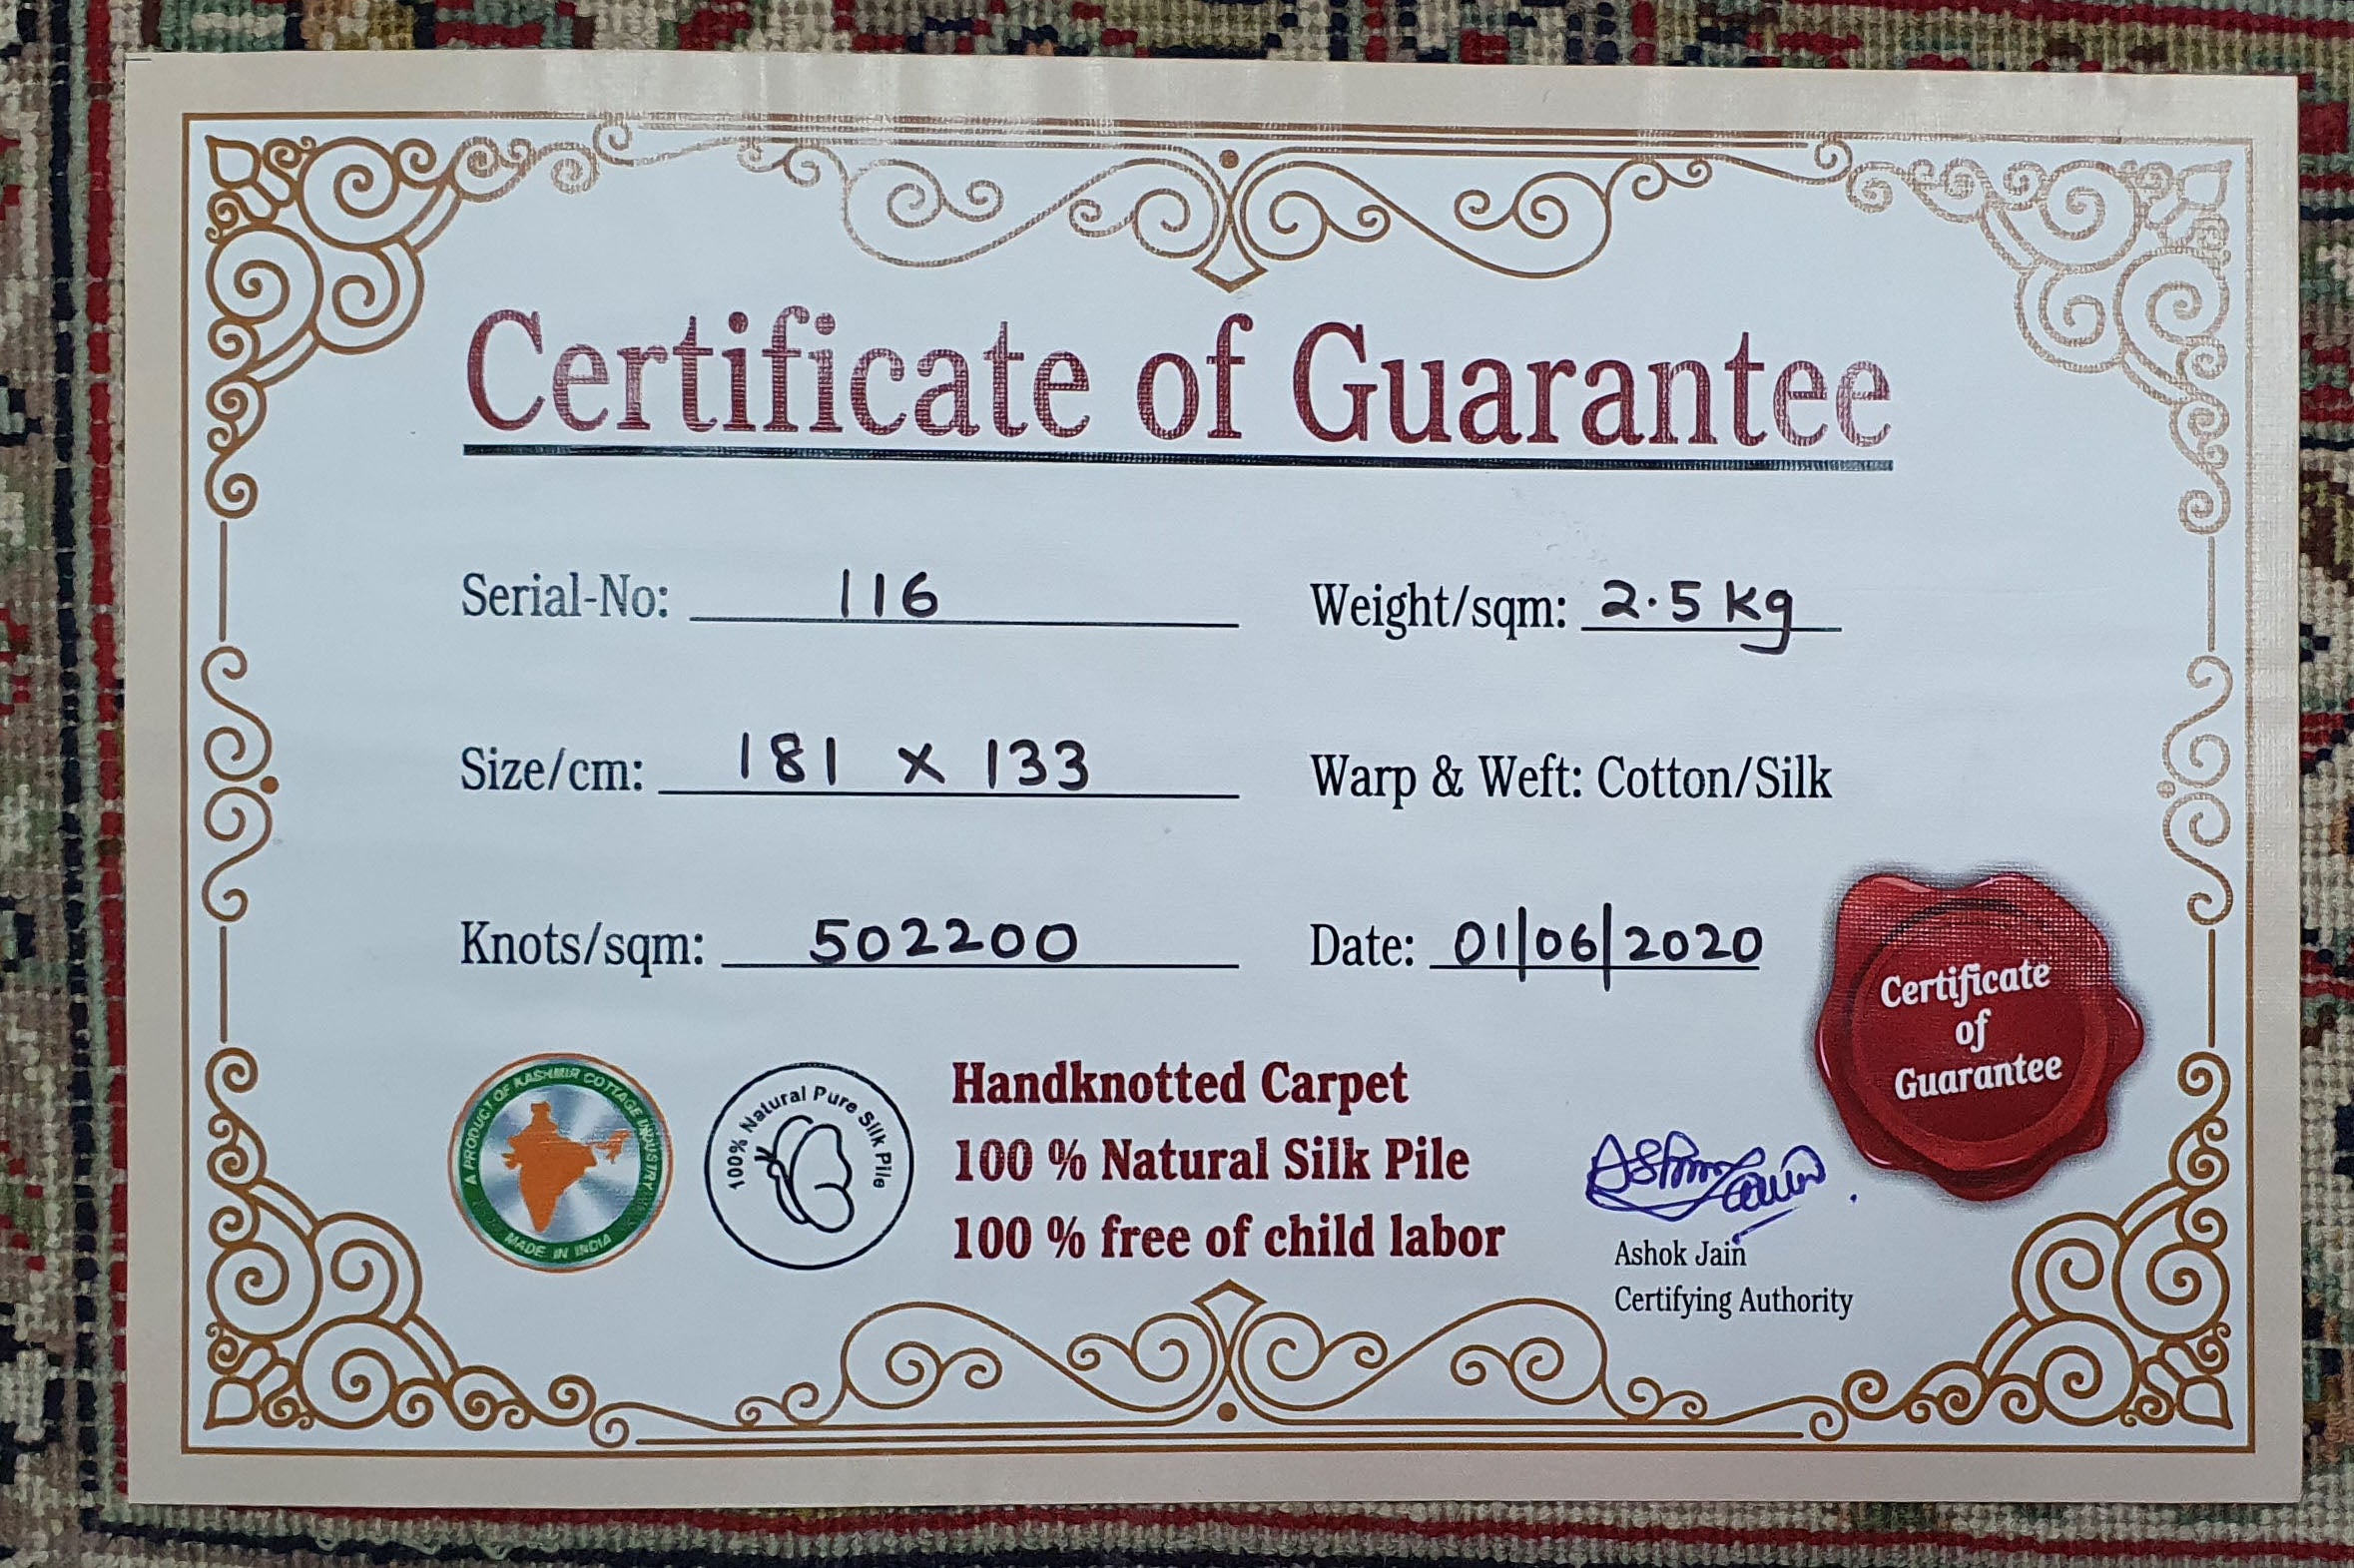 Certificate of Guarantee
Serial-No: 116
Weight/sqm: 2.5 kg
Size/cm: 181 x 133
Warp & Weft: Cotton/Silk
Knots/sqm: 502200
Date: 01|06|2020
Certificate
of
Guarantee
A PRODUCT OF KASHMIR COTTAGE INDUSTRY
MADE IN INDIA
100% Natural Pure Silk Pile
Handknotted Carpet
100 % Natural Silk Pile
100 % free of child labor
Ashok Jain
Certifying Authority